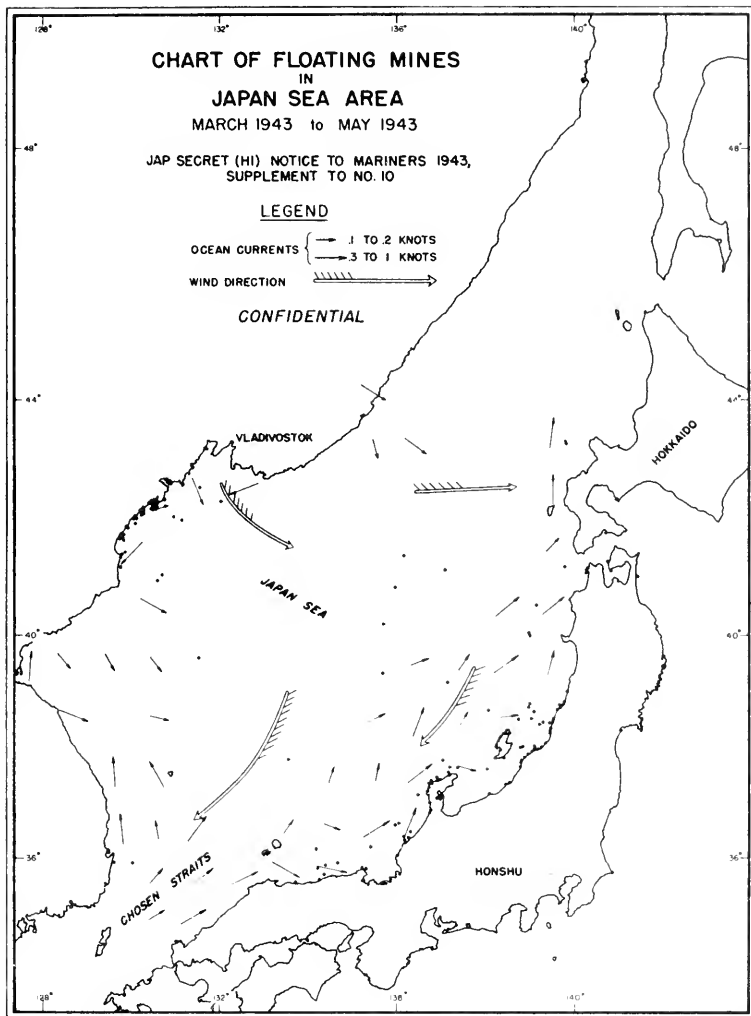 128° 132° 136° 140°
CHART OF FLOATING MINES
IN
JAPAN SEA AREA
MARCH 1943 to MAY 1943
JAP SECRET (HI) NOTICE TO MARINERS 1943,
SUPPLEMENT TO NO. 10
LEGEND
OCEAN CURRENTS
.1 TO .2 KNOTS
.3 TO 1 KNOTS
WIND DIRECTION
CONFIDENTIAL
48° 48°
44° 44°
VLADIVOSTOK
HOKKAIDO
JAPAN SEA
40° 40°
36° 36°
CHOSEN STRAITS
HONSHU
128° 132° 136° 140°